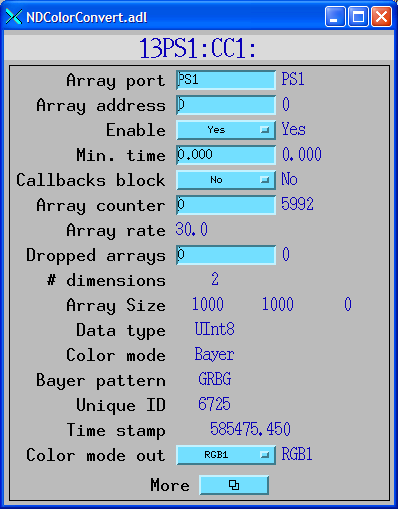 NDColorConvert.adl
13PS1:CC1:
Array port PS1 PS1
Array address 0 0
Enable Yes Yes
Min. time 0.000 0.000
Callbacks block No No
Array counter 0 5992
Array rate 30.0
Dropped arrays 0 0
# dimensions 2
Array Size 1000 1000 0
Data type UInt8
Color mode Bayer
Bayer pattern GRBG
Unique ID 6725
Time stamp 585475.450
Color mode out RGB1 RGB1
More